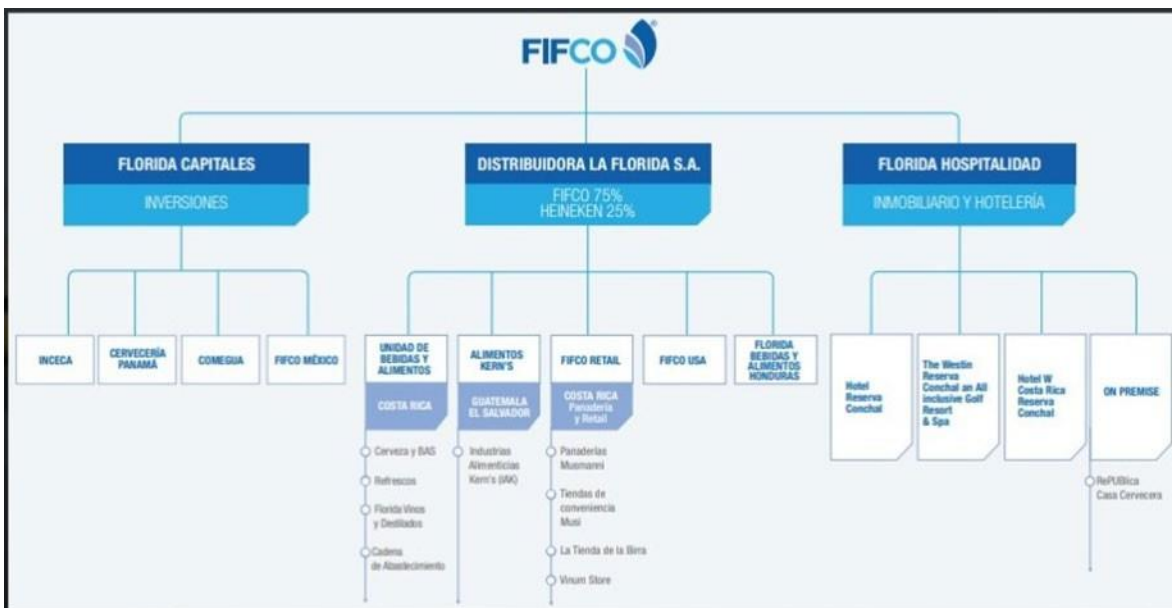 FIFCO
FLORIDA CAPITALES
INVERSIONES
DISTRIBUIDORA LA FLORIDA S.A.
FIFCO 75%
HEINEKEN 25%
FLORIDA HOSPITALIDAD
INMOBILIARIO Y HOTELERÍA
INCECA
CERVECERÍA
PANAMÁ
COMEGUA
FIFCO MÉXICO
UNIDAD DE
BEBIDAS Y
ALIMENTOS
COSTA RICA
Cerveza y BAS
Refrescos
Florida Vinos
y Destilados
Cadena
de Abastecimiento
ALIMENTOS
KERN'S
GUATEMALA
EL SALVADOR
Industrias
Alimenticias
Kern's (IAK)
FIFCO RETAIL
COSTA RICA
Panadería
y Retail
Panaderías
Musmanni
Tiendas de
conveniencia
Musi
La Tienda de la Birra
Vinum Store
FIFCO USA
FLORIDA
BEBIDAS Y
ALIMENTOS
HONDURAS
Hotel
Reserva
Conchal
The Westin
Reserva
Conchal an All
inclusive Golf
Resort
& Spa
Hotel W
Costa Rica
Reserva
Conchal
ON PREMISE
RePUBlica
Casa Cervecera